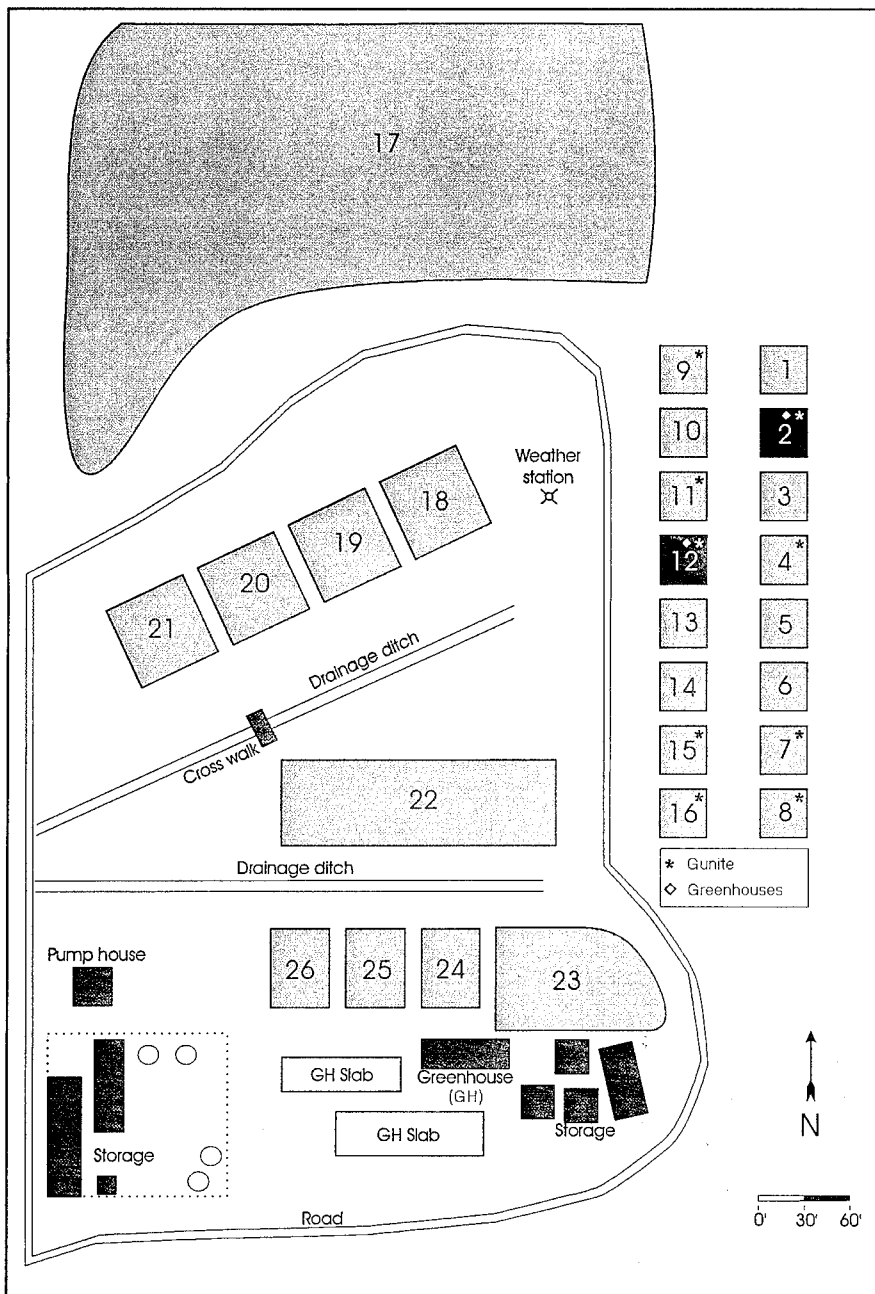 17
9*
1
10
◇*
2
11*
3
◇*
12
4*
13
5
14
6
15*
7*
16*
8*
* Gunite
◇ Greenhouses
Weather
station
18
19
20
21
Drainage ditch
Cross walk
22
Drainage ditch
Pump house
26
25
24
23
GH Slab
Greenhouse
(GH)
GH Slab
Storage
Storage
Road
N
0' 30' 60'